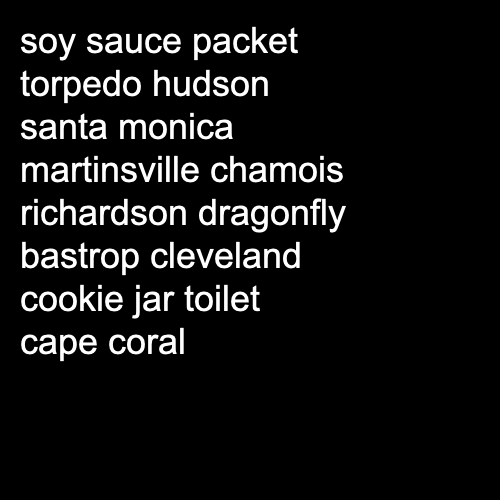 soy sauce packet
torpedo hudson
santa monica
martinsville chamois
richardson dragonfly
bastrop cleveland
cookie jar toilet
cape coral